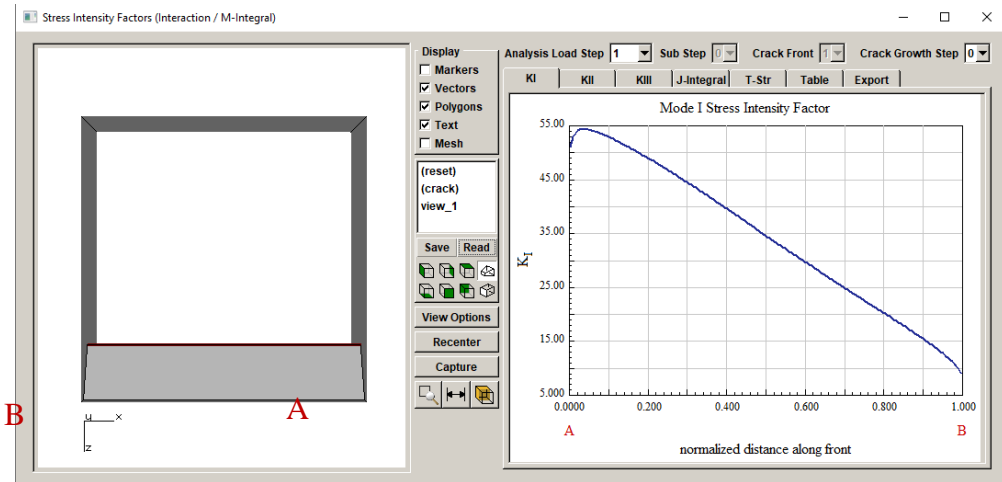 Stress Intensity Factors (Interaction / M-Integral)
Display
Markers
Vectors
Polygons
Text
Mesh
(reset)
(crack)
view_1
Save Read
View Options
Recenter
Capture
Analysis Load Step 1 Sub Step 0 Crack Front 1 Crack Growth Step 0
KI KII KIII J-Integral T-Str Table Export
Mode I Stress Intensity Factor
55.00
45.00
35.00
25.00
15.00
5.000
KI
0.0000 0.200 0.400 0.600 0.800 1.000
A B
normalized distance along front
B A
u x
z